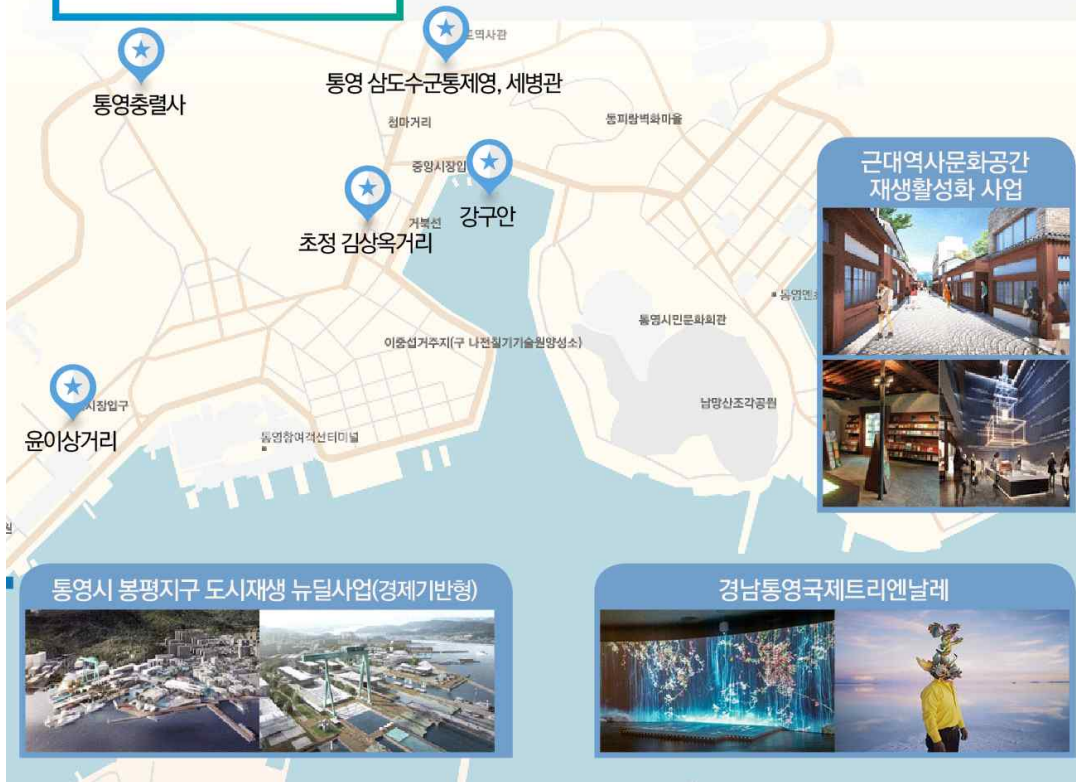 도역사관
통영충렬사
통영 삼도수군통제영, 세병관
청마거리
동피랑벽화마을
중앙시장입
강구안
거북선
초정 김상옥거리
근대역사문화공간
재생활성화 사업
통영시민문화회관
이중섭거주지(구 나전칠기기술원양성소)
남망산조각공원
시장입구
윤이상거리
통영항여객선터미널
원
통영시 봉평지구 도시재생 뉴딜사업(경제기반형)
경남통영국제트리엔날레